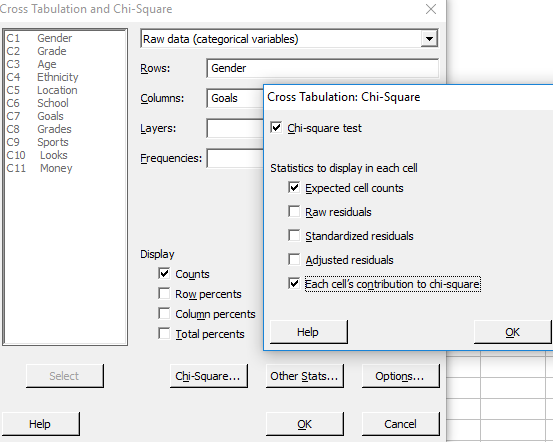 Cross Tabulation and Chi-Square
C1 Gender
C2 Grade
C3 Age
C4 Ethnicity
C5 Location
C6 School
C7 Goals
C8 Grades
C9 Sports
C10 Looks
C11 Money
Raw data (categorical variables)
Rows: Gender
Columns: Goals
Layers:
Frequencies:
Display
Counts
Row percents
Column percents
Total percents
Select
Chi-Square...
Other Stats...
Options...
Help
OK
Cancel
Cross Tabulation: Chi-Square
Chi-square test
Statistics to display in each cell
Expected cell counts
Raw residuals
Standardized residuals
Adjusted residuals
Each cell's contribution to chi-square
Help
OK